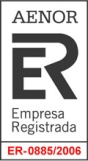 AENOR
ER
Empresa
Registrada
ER-0885/2006